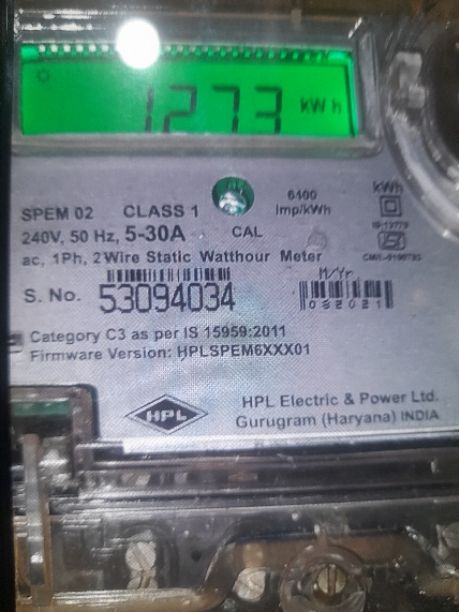 1273 kWh
6400
SPEM 02 CLASS 1 Imp/kWh kWh
240V, 50 Hz, 5-30A CAL
ac, 1Ph, 2Wire Static Watthour Meter
M/Yr
S. No. 53094034 032021
Category C3 as per IS 15959:2011
Firmware Version: HPLSPEM6XXX01
HPL
HPL Electric & Power Ltd.
Gurugram (Haryana) INDIA